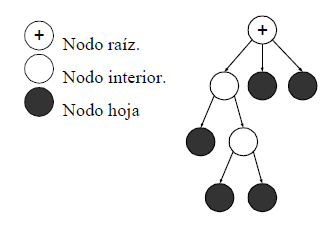 +
Nodo raíz.
Nodo interior.
Nodo hoja
+